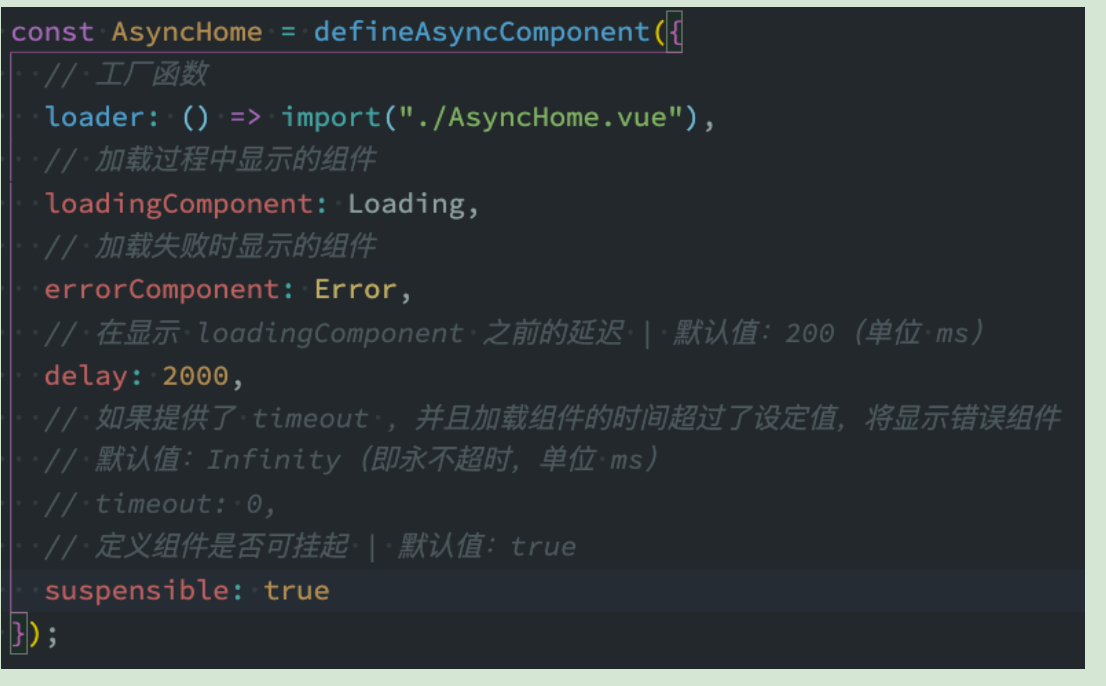 const AsyncHome = defineAsyncComponent({
// 工厂函数
loader: () => import("./AsyncHome.vue"),
// 加载过程中显示的组件
loadingComponent: Loading,
// 加载失败时显示的组件
errorComponent: Error,
// 在显示 loadingComponent 之前的延迟 | 默认值：200（单位 ms）
delay: 2000,
// 如果提供了 timeout ，并且加载组件的时间超过了设定值，将显示错误组件
// 默认值：Infinity（即永不超时，单位 ms）
// timeout: 0,
// 定义组件是否可挂起 | 默认值：true
suspensible: true
});